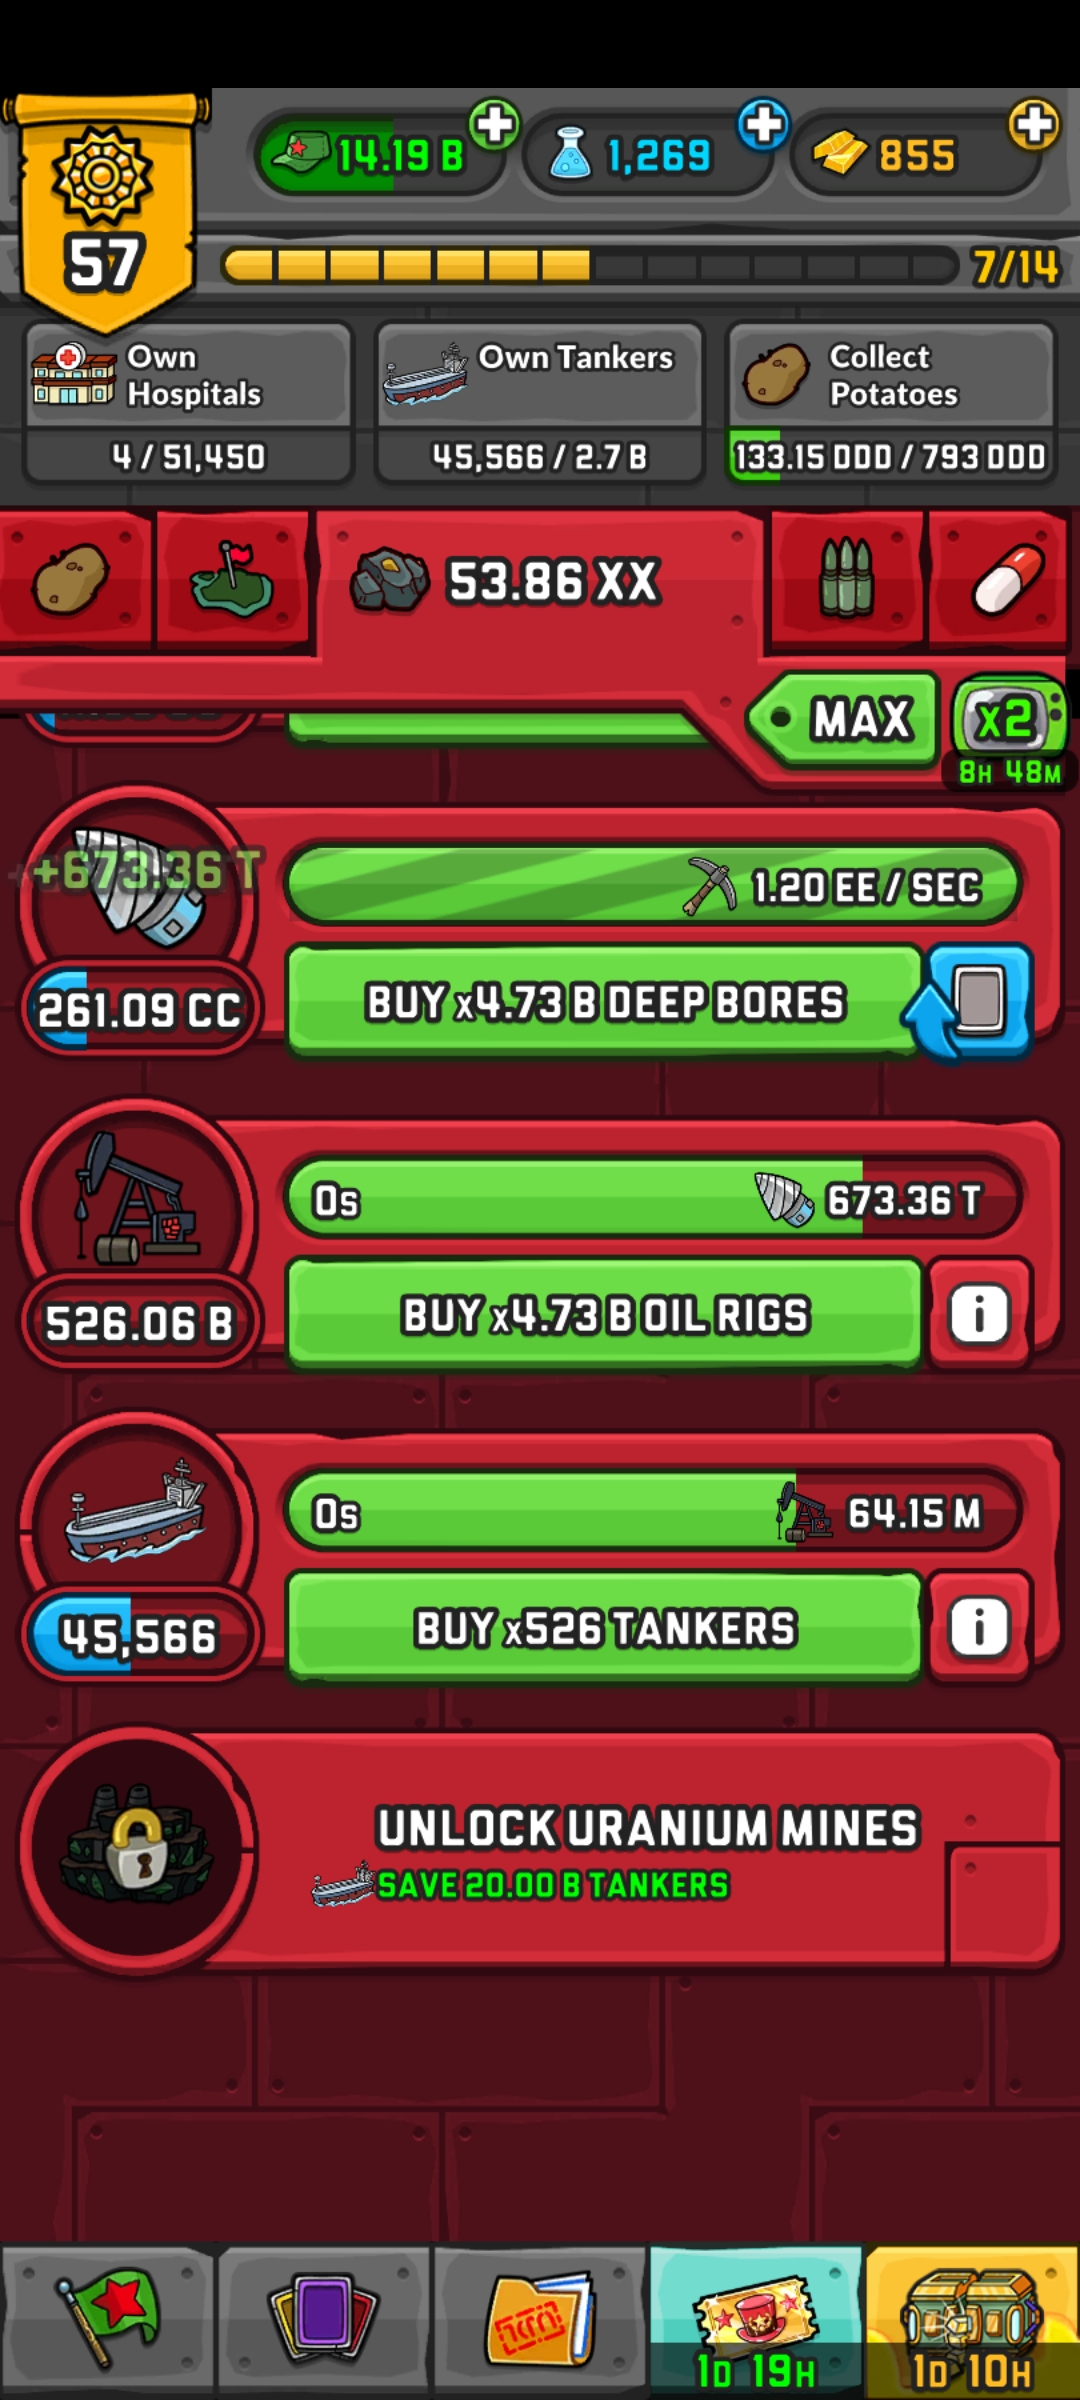 14.19 B
1,269
855
57
7/14
Own
Hospitals
4 / 51,450
Own Tankers
45,566 / 2.7 B
Collect
Potatoes
133.15 DDD / 793 DDD
53.86 XX
MAX
x2
8H 48M
+673.36 T
1.20 EE / SEC
261.09 CC
BUY x4.73 B DEEP BORES
0s
673.36 T
526.06 B
BUY x4.73 B OIL RIGS
i
0s
64.15 M
45,566
BUY x526 TANKERS
i
UNLOCK URANIUM MINES
SAVE 20.00 B TANKERS
1D 19H
1D 10H